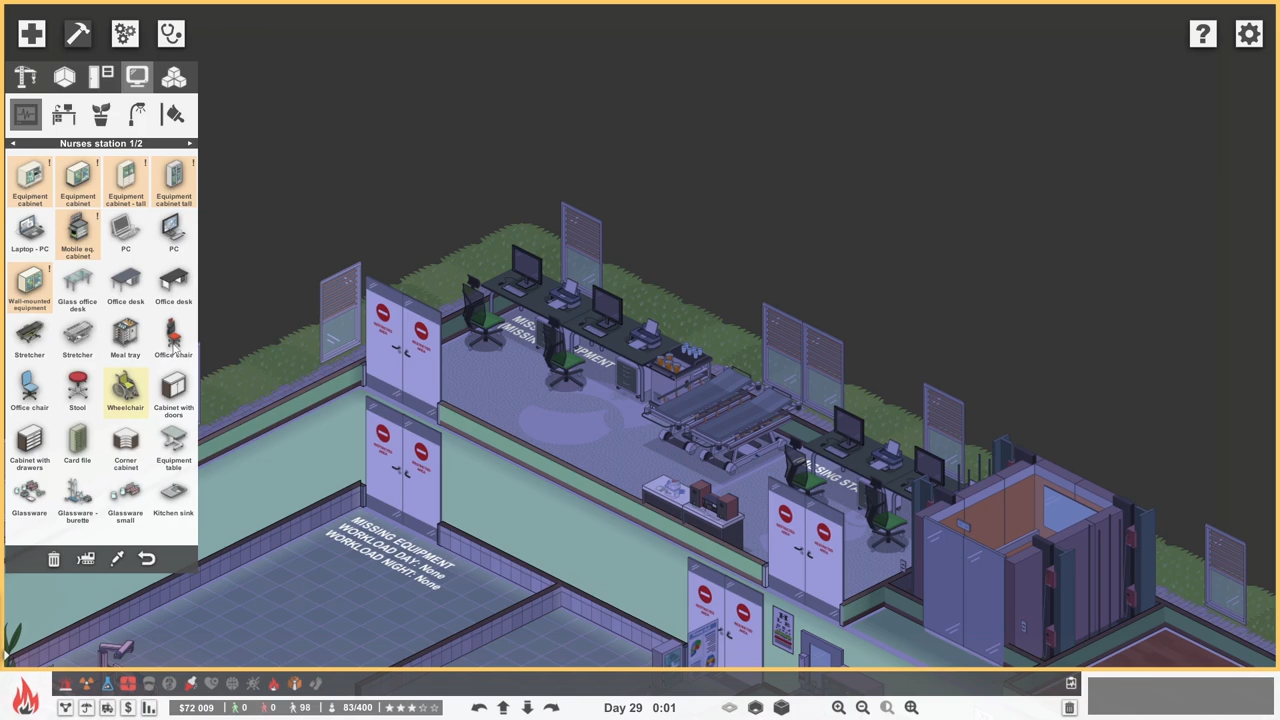 ?
Nurses station 1/2
!
!
!
!
Equipment cabinet
Equipment cabinet
Equipment cabinet - tall
Equipment cabinet tall
!
Laptop - PC
Mobile eq. cabinet
PC
PC
!
Wall-mounted equipment
Glass office desk
Office desk
Office desk
Stretcher
Stretcher
Meal tray
Office chair
Office chair
Stool
Wheelchair
Cabinet with doors
Cabinet with drawers
Card file
Corner cabinet
Equipment table
Glassware
Glassware - burette
Glassware small
Kitchen sink
MISSING EQUIPMENT
WORKLOAD DAY: None
WORKLOAD NIGHT: None
$
$72 009
0
0
98
83/400
Day 29 0:01